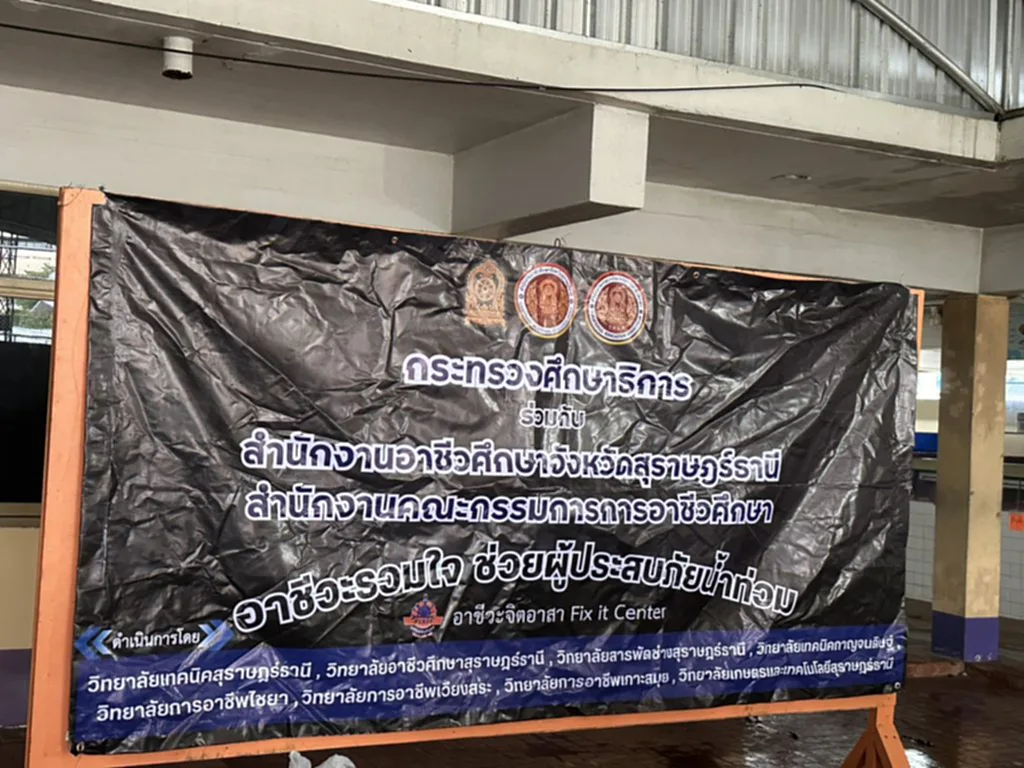 กระทรวงศึกษาธิการ
ร่วมกับ
สำนักงานอาชีวศึกษาจังหวัดสุราษฎร์ธานี
สำนักงานคณะกรรมการการอาชีวศึกษา
อาชีวะรวมใจ ช่วยผู้ประสบภัยน้ำท่วม
อาชีวะจิตอาสา Fix it Center
ดำเนินการโดย
วิทยาลัยเทคนิคสุราษฎร์ธานี , วิทยาลัยอาชีวศึกษาสุราษฎร์ธานี , วิทยาลัยสารพัดช่างสุราษฎร์ธานี , วิทยาลัยเทคนิคกาญจนดิษฐ์ ,
วิทยาลัยการอาชีพไชยา , วิทยาลัยการอาชีพเวียงสระ , วิทยาลัยการอาชีพเกาะสมุย , วิทยาลัยเกษตรและเทคโนโลยีสุราษฎร์ธานี